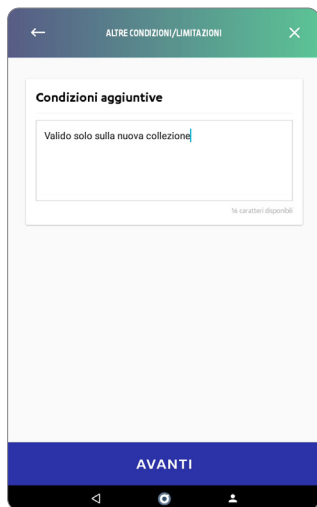 ALTRE CONDIZIONI/LIMITAZIONI
Condizioni aggiuntive
Valido solo sulla nuova collezione
16 caratteri disponibili
AVANTI